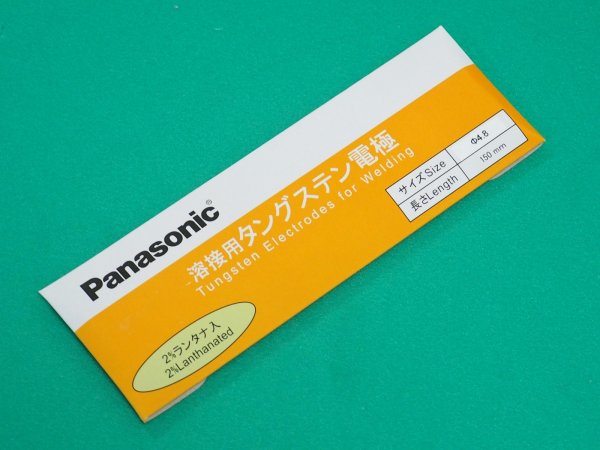 Panasonic®
溶接用タングステン電極
Tungsten Electrodes for Welding
サイズSize Φ4.8
長さLength 150 mm
2%ランタナ入
2%Lanthanated